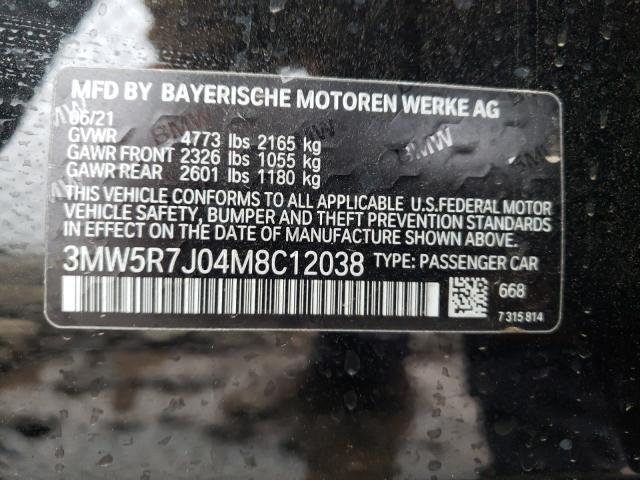 MFD BY BAYERISCHE MOTOREN WERKE AG
06/21
GVWR 4773 lbs 2165 kg
GAWR FRONT 2326 lbs 1055 kg
GAWR REAR 2601 lbs 1180 kg
THIS VEHICLE CONFORMS TO ALL APPLICABLE U.S.FEDERAL MOTOR
VEHICLE SAFETY, BUMPER AND THEFT PREVENTION STANDARDS
IN EFFECT ON THE DATE OF MANUFACTURE SHOWN ABOVE.
3MW5R7J04M8C12038 TYPE: PASSENGER CAR
668
7 315 814